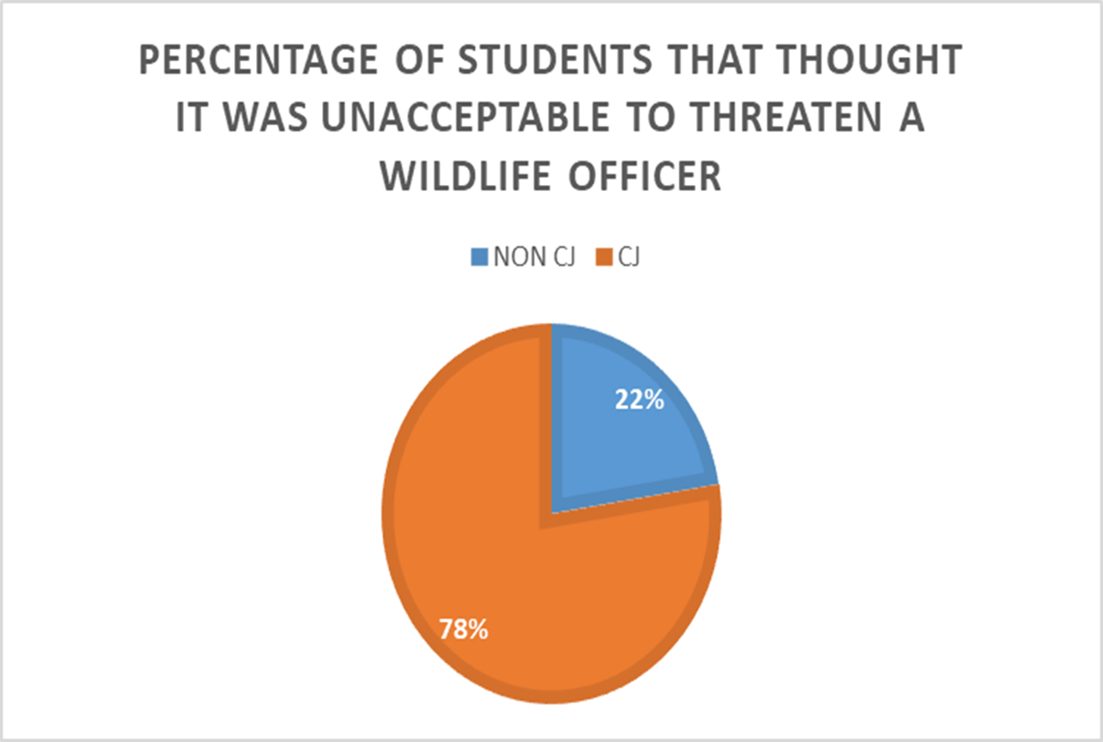 PERCENTAGE OF STUDENTS THAT THOUGHT
IT WAS UNACCEPTABLE TO THREATEN A
WILDLIFE OFFICER
NON CJ CJ
22%
78%